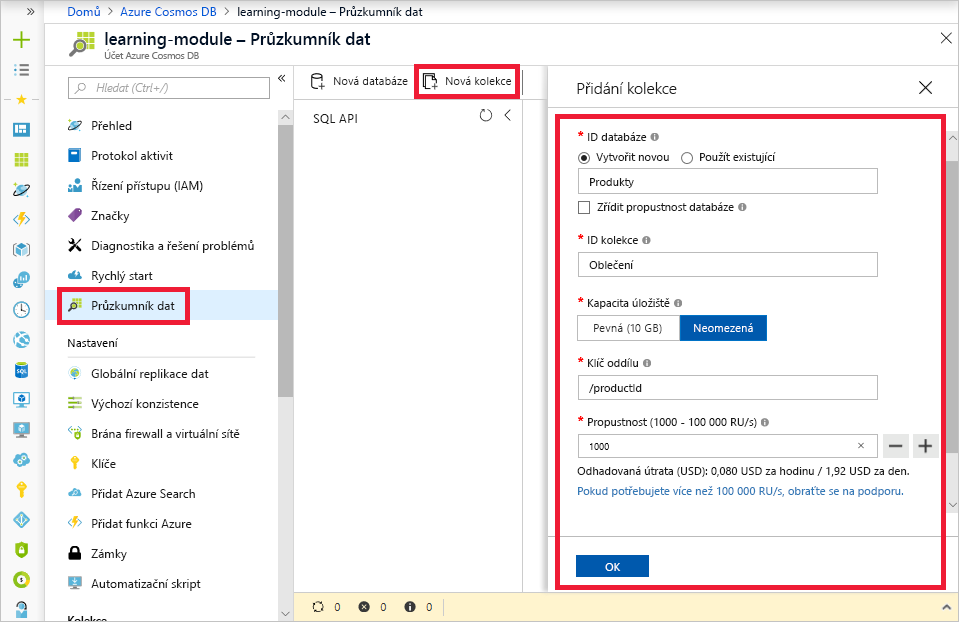 Domů > Azure Cosmos DB > learning-module – Průzkumník dat
learning-module – Průzkumník dat
Účet Azure Cosmos DB
Hledat (Ctrl+/)
Přehled
Protokol aktivit
Řízení přístupu (IAM)
Značky
Diagnostika a řešení problémů
Rychlý start
Průzkumník dat
Nastavení
Globální replikace dat
Výchozí konzistence
Brána firewall a virtuální sítě
Klíče
Přidat Azure Search
Přidat funkci Azure
Zámky
Automatizační skript
Kolekce
Nová databáze
Nová kolekce
SQL API
0 0 0
Přidání kolekce
* ID databáze
Vytvořit novou Použít existující
Produkty
Zřídit propustnost databáze
* ID kolekce
Oblečení
* Kapacita úložiště
Pevná (10 GB) Neomezená
* Klíč oddílu
/productId
* Propustnost (1000 - 100 000 RU/s)
1000
Odhadovaná útrata (USD): 0,080 USD za hodinu / 1,92 USD za den.
Pokud potřebujete více než 100 000 RU/s, obraťte se na podporu.
OK